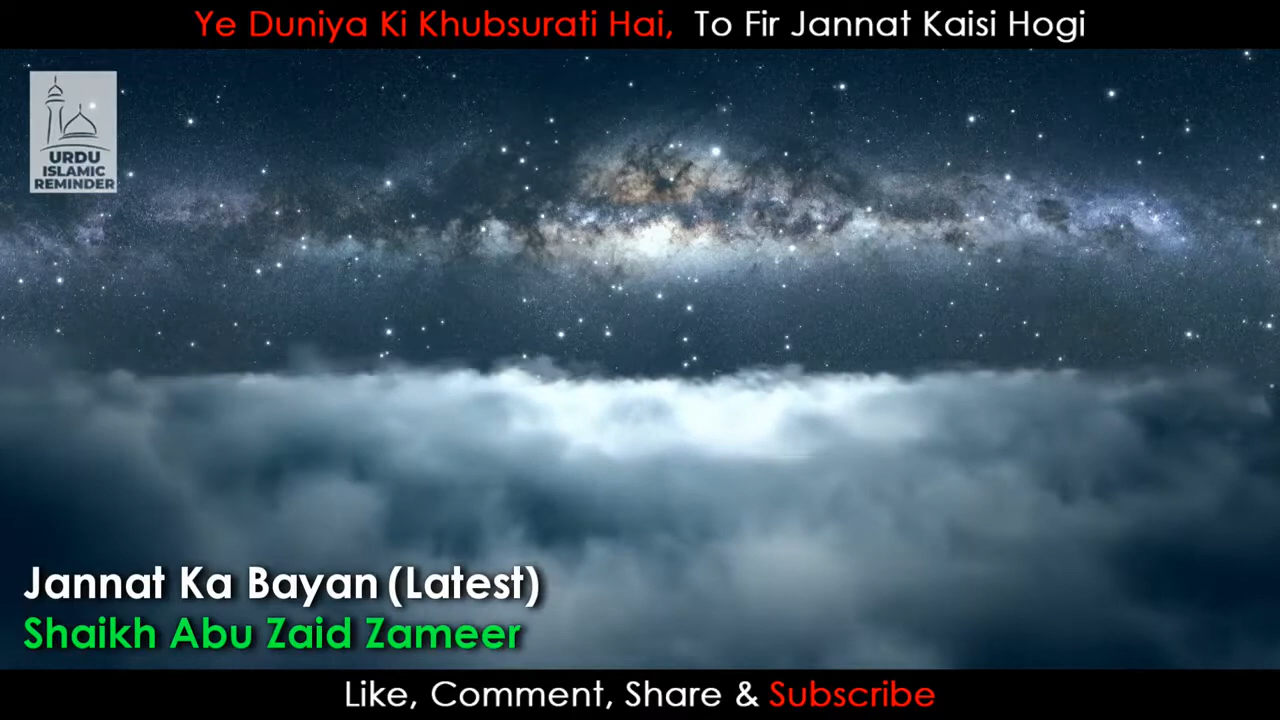 Ye Duniya Ki Khubsurati Hai, To Fir Jannat Kaisi Hogi
URDU
ISLAMIC
REMINDER
Jannat Ka Bayan (Latest)
Shaikh Abu Zaid Zameer
Like, Comment, Share & Subscribe